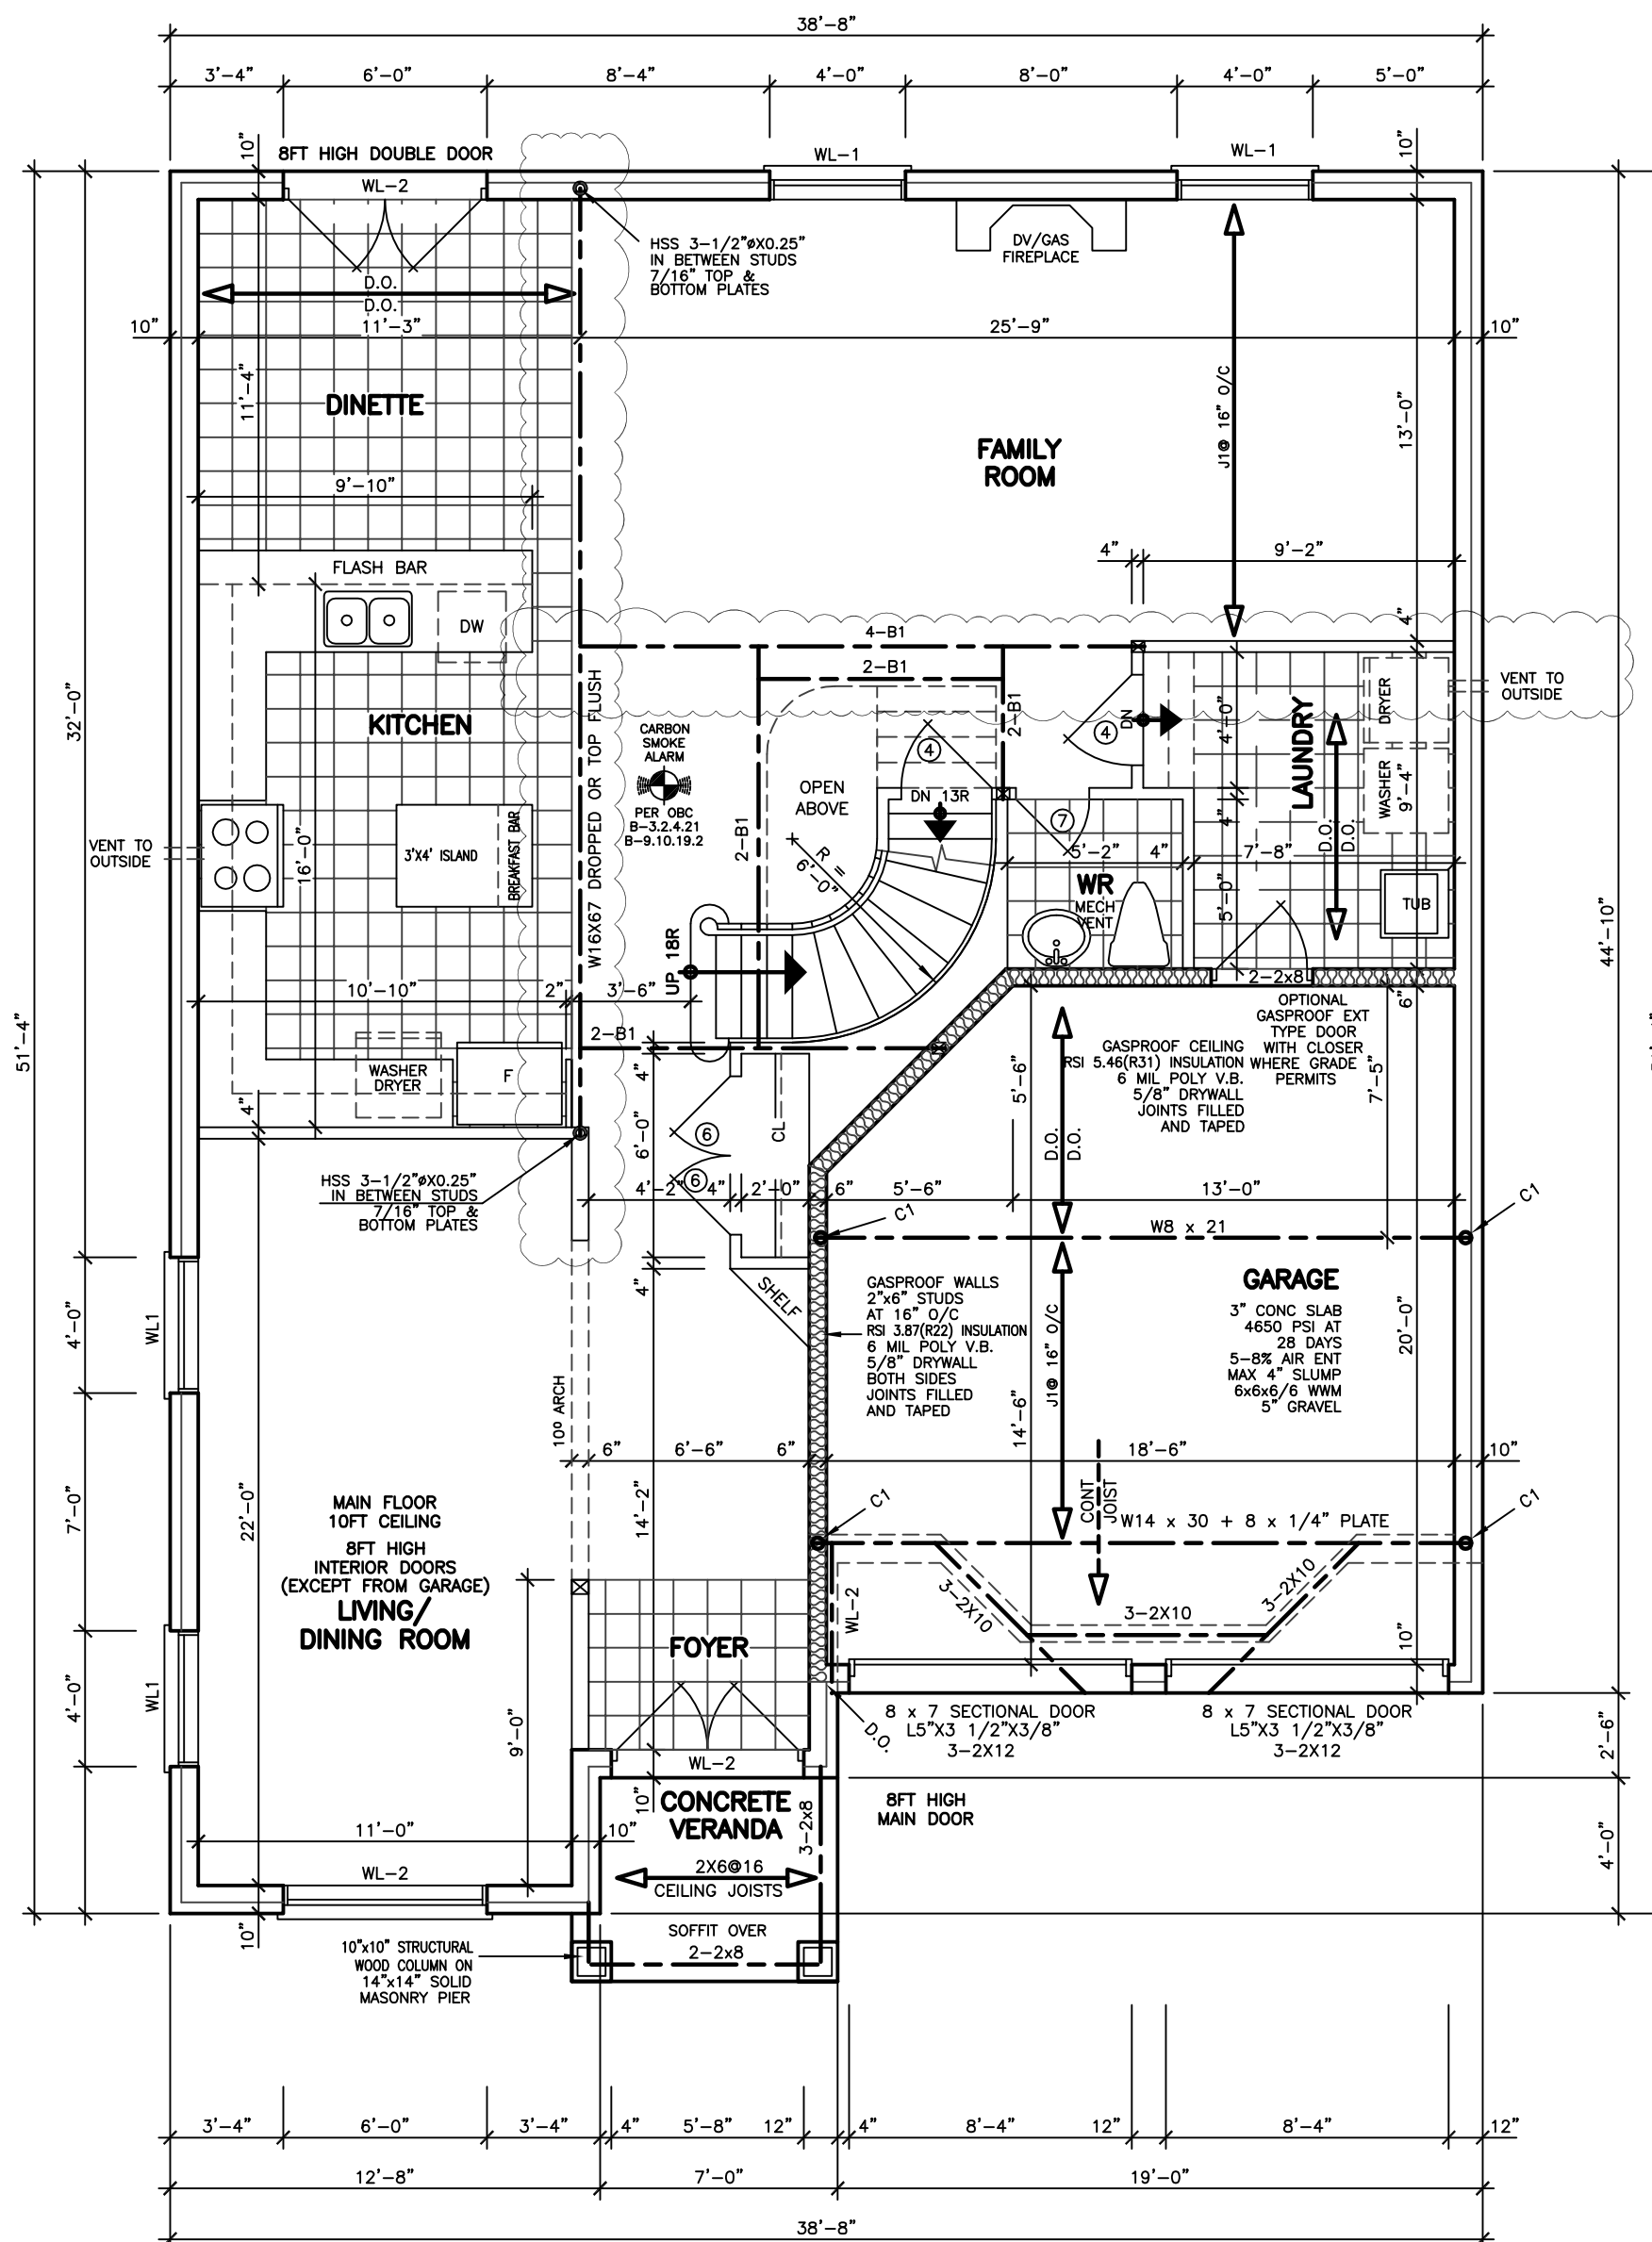 38'-8"
3'-4" 6'-0" 8'-4" 4'-0" 8'-0" 4'-0" 5'-0"
10" 8FT HIGH DOUBLE DOOR WL-1 WL-1 10"
WL-2
HSS 3-1/2"øX0.25"
IN BETWEEN STUDS
7/16" TOP &
BOTTOM PLATES
DV/GAS
FIREPLACE
D.O.
D.O.
10" 11'-3" 25'-9" 10"
11'-4"
DINETTE
J1@ 16" O/C
13'-0"
FAMILY
ROOM
9'-10"
4" 9'-2"
FLASH BAR
DW
4-B1
4"
2-B1
2-B1
32'-0"
KITCHEN
W16X67 DROPPED OR TOP FLUSH
CARBON
SMOKE
ALARM
PER OBC
B-3.2.4.21
B-9.10.19.2
4
4
DN
4'-0"
LAUNDRY
DRYER
VENT TO
OUTSIDE
OPEN
ABOVE
DN 13R
WASHER
9'-4"
4"
2-B1
7
D.O.
D.O.
VENT TO
OUTSIDE
16'-0"
3'X4' ISLAND
BREAKFAST BAR
R =
6'-0"
5'-2" 4" 7'-8"
WR
MECH
VENT
5'-0"
TUB
44'-10"
UP 18R
2-2x8
10'-10" 2" 3'-6"
6"
51'-4"
2-B1
OPTIONAL
GASPROOF EXT
TYPE DOOR
WITH CLOSER
WHERE GRADE
PERMITS
GASPROOF CEILING
RSI 5.46(R31) INSULATION
6 MIL POLY V.B.
5/8" DRYWALL
JOINTS FILLED
AND TAPED
5'-6"
7'-5"
WASHER
DRYER
F
4"
4"
6'-0"
CL
6
6
D.O.
D.O.
HSS 3-1/2"øX0.25"
IN BETWEEN STUDS
7/16" TOP &
BOTTOM PLATES
4'-2" 4" 2'-0" 6" 5'-6" 13'-0"
C1
C1
W8 x 21
4"
SHELF
GASPROOF WALLS
2"x6" STUDS
AT 16" O/C
RSI 3.87(R22) INSULATION
6 MIL POLY V.B.
5/8" DRYWALL
BOTH SIDES
JOINTS FILLED
AND TAPED
J1@ 16" O/C
GARAGE
3" CONC SLAB
4650 PSI AT
28 DAYS
5-8% AIR ENT
MAX 4" SLUMP
6x6x6/6 WWM
5" GRAVEL
20'-0"
4'-0"
WL1
10º ARCH
14'-6"
6" 6'-6" 6" 18'-6" 10"
14'-2"
CONT
JOIST
C1
C1
W14 x 30 + 8 x 1/4" PLATE
7'-0"
22'-0"
MAIN FLOOR
10FT CEILING
8FT HIGH
INTERIOR DOORS
(EXCEPT FROM GARAGE)
LIVING/
DINING ROOM
WL-2
3-2X10
3-2X10
3-2X10
FOYER
10"
4'-0"
WL1
9'-0"
D.O.
8 x 7 SECTIONAL DOOR
L5"X3 1/2"X3/8"
3-2X12
8 x 7 SECTIONAL DOOR
L5"X3 1/2"X3/8"
3-2X12
2'-6"
WL-2
10"
CONCRETE
VERANDA
3-2x8
8FT HIGH
MAIN DOOR
11'-0" 10"
4'-0"
WL-2
2X6@16
CEILING JOISTS
10"
SOFFIT OVER
2-2x8
10"x10" STRUCTURAL
WOOD COLUMN ON
14"x14" SOLID
MASONRY PIER
3'-4" 6'-0" 3'-4" 4" 5'-8" 12" 4" 8'-4" 12" 8'-4" 12"
12'-8" 7'-0" 19'-0"
38'-8"